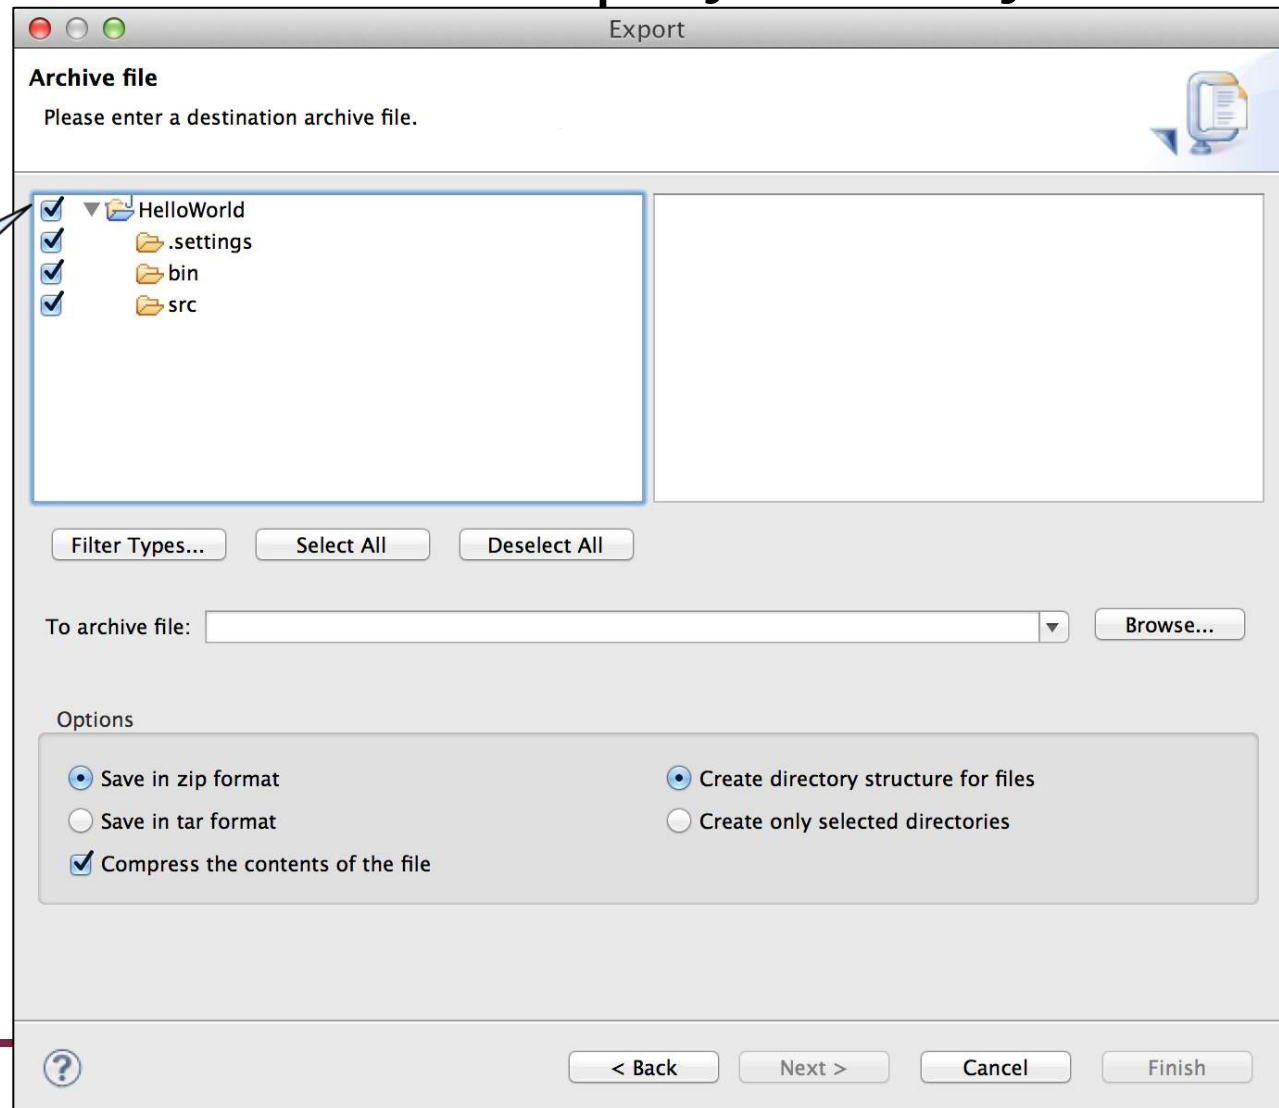 Export
Archive file
Please enter a destination archive file.
HelloWorld
.settings
bin
src
Filter Types...
Select All
Deselect All
To archive file:
Browse...
Options
Save in zip format
Create directory structure for files
Save in tar format
Create only selected directories
Compress the contents of the file
?
< Back
Next >
Cancel
Finish